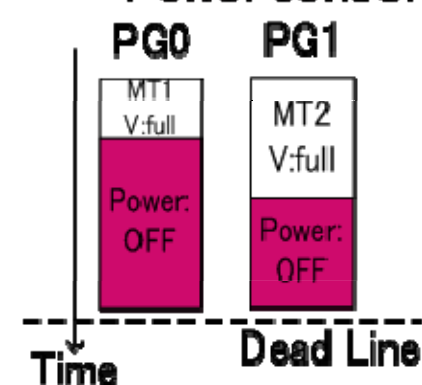 PG0 PG1
MT1
V:full
MT2
V:full
Power:
OFF
Power:
OFF
Dead Line
Time